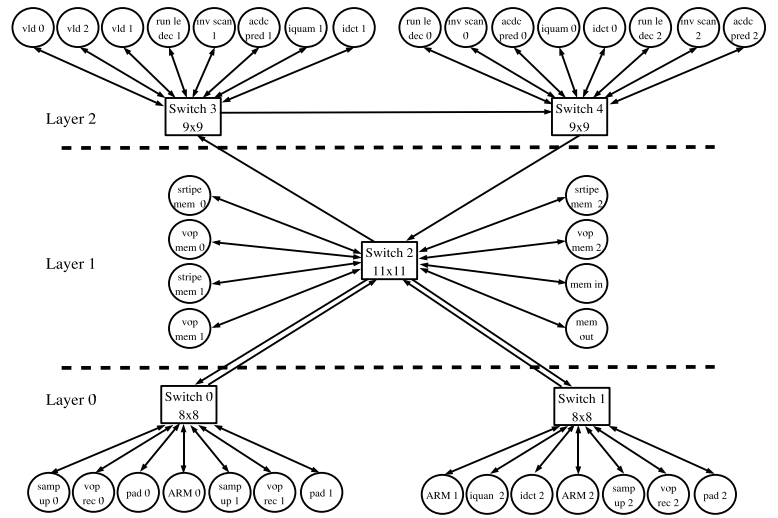 vld 0
vld 2
vld 1
run le
dec 1
inv scan
1
acdc
pred 1
iquam 1
idct 1
run le
dec 0
inv scan
0
acdc
pred 0
iquam 0
idct 0
run le
dec 2
inv scan
2
acdc
pred 2
Switch 3
9x9
Switch 4
9x9
Layer 2
srtipe
mem 0
vop
mem 0
stripe
mem 1
vop
mem 1
Layer 1
Switch 2
11x11
srtipe
mem 2
vop
mem 2
mem in
mem
out
Layer 0
Switch 0
8x8
Switch 1
8x8
samp
up 0
vop
rec 0
pad 0
ARM 0
samp
up 1
vop
rec 1
pad 1
ARM 1
iquan 2
idct 2
ARM 2
samp
up 2
vop
rec 2
pad 2